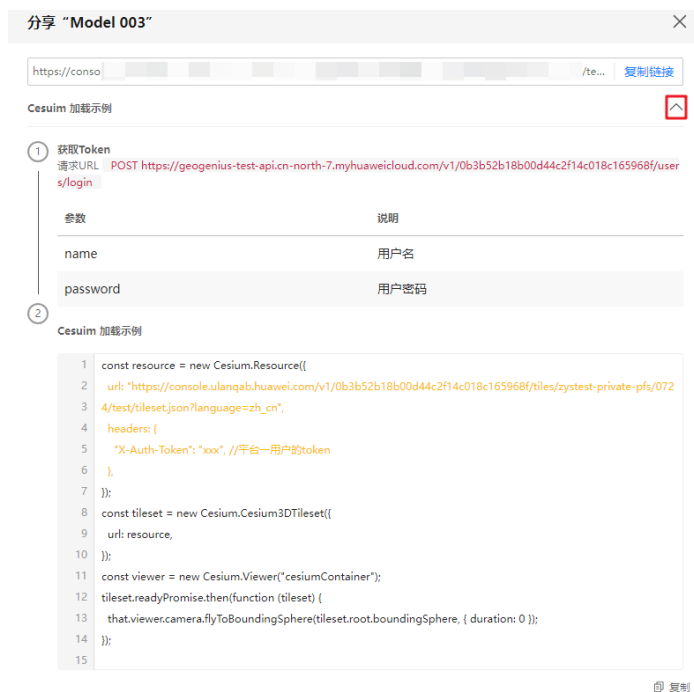 分享“Model 003”
https://conso /te... 复制链接
Cesuim 加载示例
1 获取Token
请求URL POST https://geogenius-test-api.cn-north-7.myhuaweicloud.com/v1/0b3b52b18b00d44c2f14c018c165968f/user
s/login
参数 说明
name 用户名
password 用户密码
2
Cesuim 加载示例
1 const resource = new Cesium.Resource({
2 url: "https://console.ulanqab.huawei.com/v1/0b3b52b18b00d44c2f14c018c165968f/tiles/zystest-private-pfs/072
3 4/test/tileset.json?language=zh_cn",
4 headers: {
5 "X-Auth-Token": "xxx", //平台一用户的token
6 },
7 });
8 const tileset = new Cesium.Cesium3DTileset({
9 url: resource,
10 });
11 const viewer = new Cesium.Viewer("cesiumContainer");
12 tileset.readyPromise.then(function (tileset) {
13 that.viewer.camera.flyToBoundingSphere(tileset.root.boundingSphere, { duration: 0 });
14 });
15
复制